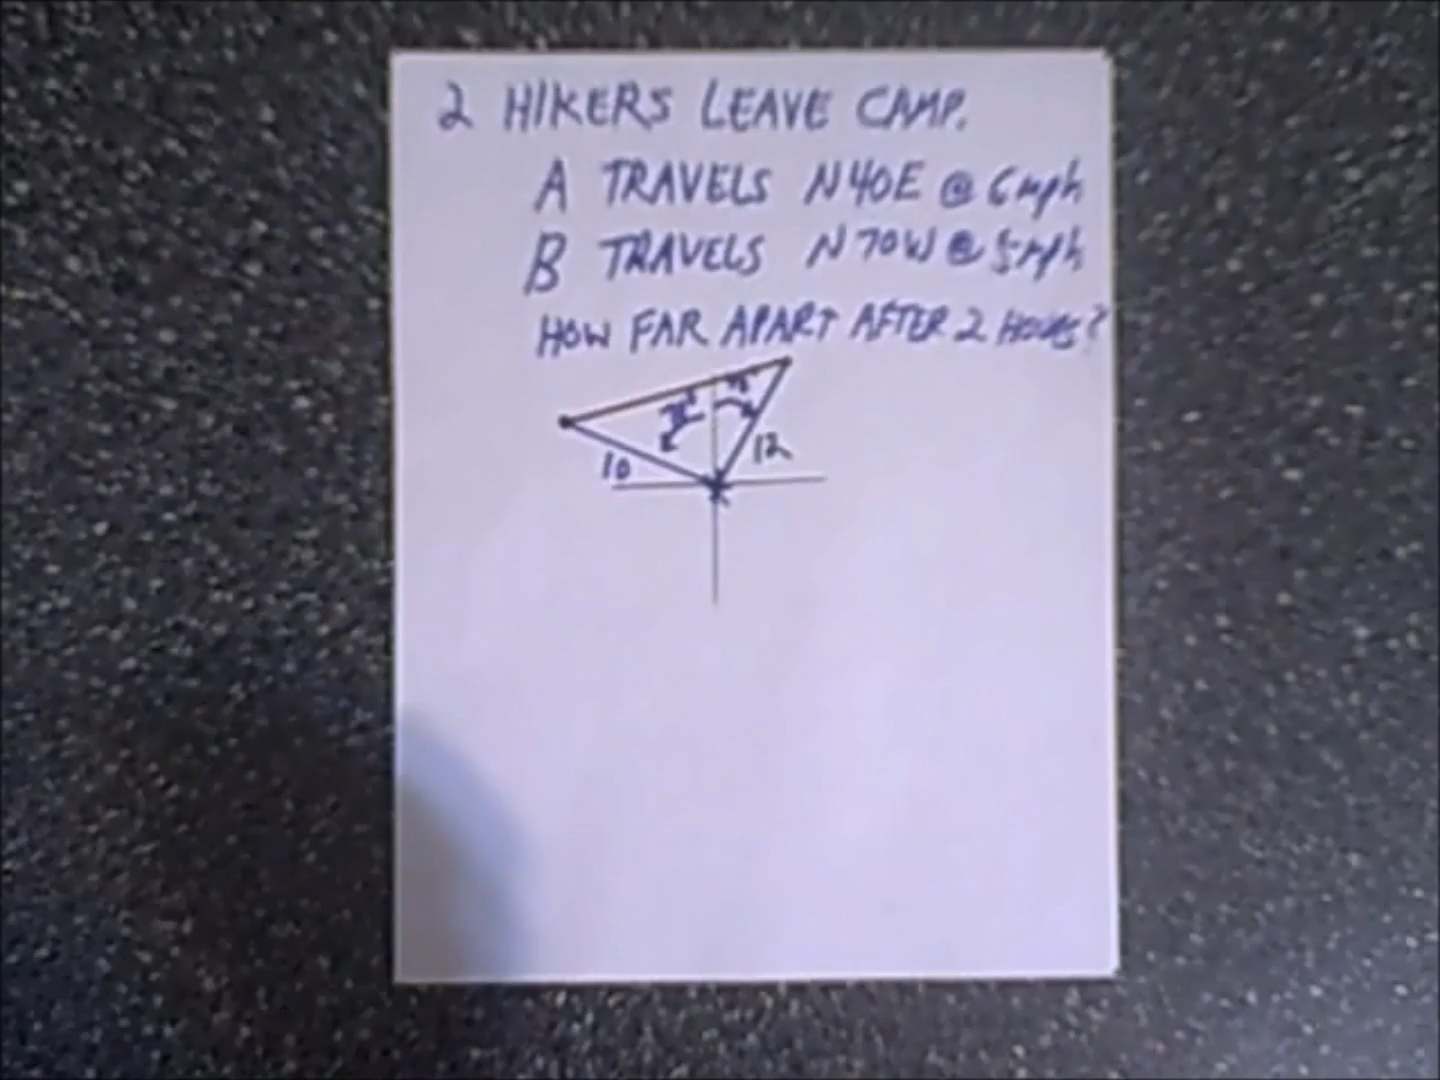 2 HIKERS LEAVE CAMP.
A TRAVELS N40E @ 6mph
B TRAVELS N70W @ 5mph
HOW FAR APART AFTER 2 HOURS?
10
12